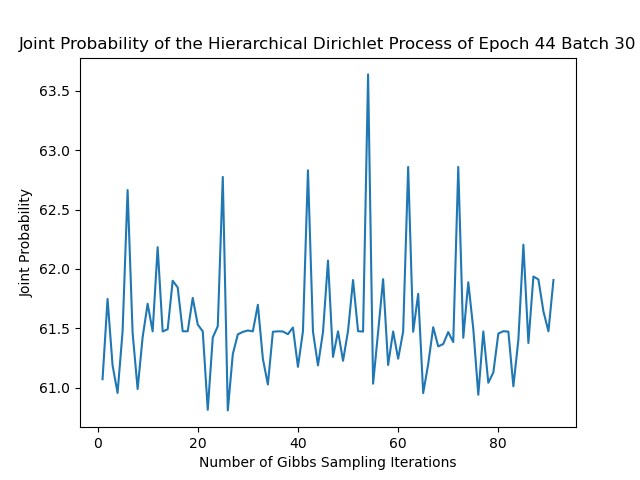 Joint Probability of the Hierarchical Dirichlet Process of Epoch 44 Batch 30
63.5
63.0
62.5
62.0
61.5
61.0
Joint Probability
0 20 40 60 80
Number of Gibbs Sampling Iterations